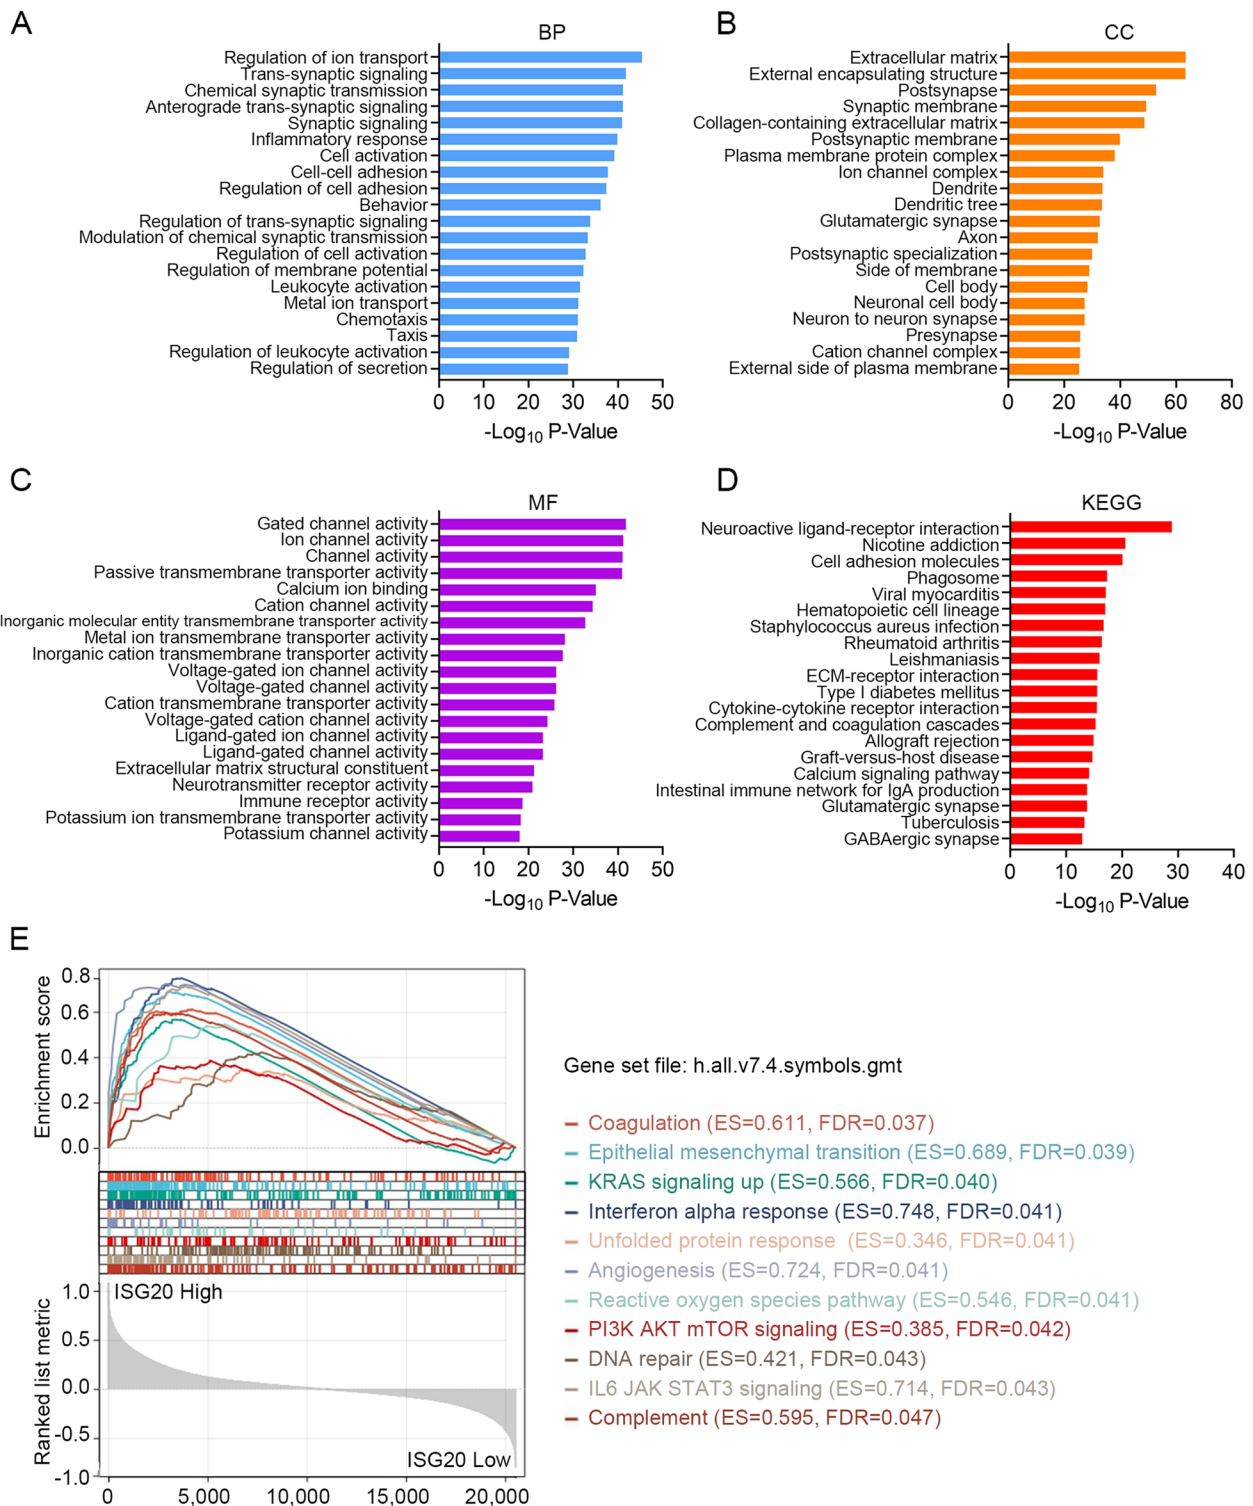 A
BP
Regulation of ion transport
Trans-synaptic signaling
Chemical synaptic transmission
Anterograde trans-synaptic signaling
Synaptic signaling
Inflammatory response
Cell activation
Cell-cell adhesion
Regulation of cell adhesion
Behavior
Regulation of trans-synaptic signaling
Modulation of chemical synaptic transmission
Regulation of cell activation
Regulation of membrane potential
Leukocyte activation
Metal ion transport
Chemotaxis
Taxis
Regulation of leukocyte activation
Regulation of secretion
0 10 20 30 40 50
-Log10 P-Value
B
CC
Extracellular matrix
External encapsulating structure
Postsynapse
Synaptic membrane
Collagen-containing extracellular matrix
Postsynaptic membrane
Plasma membrane protein complex
Ion channel complex
Dendrite
Dendritic tree
Glutamatergic synapse
Axon
Postsynaptic specialization
Side of membrane
Cell body
Neuronal cell body
Neuron to neuron synapse
Presynapse
Cation channel complex
External side of plasma membrane
0 20 40 60 80
-Log10 P-Value
C
MF
Gated channel activity
Ion channel activity
Channel activity
Passive transmembrane transporter activity
Calcium ion binding
Cation channel activity
Inorganic molecular entity transmembrane transporter activity
Metal ion transmembrane transporter activity
Inorganic cation transmembrane transporter activity
Voltage-gated ion channel activity
Voltage-gated channel activity
Cation transmembrane transporter activity
Voltage-gated cation channel activity
Ligand-gated ion channel activity
Ligand-gated channel activity
Extracellular matrix structural constituent
Neurotransmitter receptor activity
Immune receptor activity
Potassium ion transmembrane transporter activity
Potassium channel activity
0 10 20 30 40 50
-Log10 P-Value
D
KEGG
Neuroactive ligand-receptor interaction
Nicotine addiction
Cell adhesion molecules
Phagosome
Viral myocarditis
Hematopoietic cell lineage
Staphylococcus aureus infection
Rheumatoid arthritis
Leishmaniasis
ECM-receptor interaction
Type I diabetes mellitus
Cytokine-cytokine receptor interaction
Complement and coagulation cascades
Allograft rejection
Graft-versus-host disease
Calcium signaling pathway
Intestinal immune network for IgA production
Glutamatergic synapse
Tuberculosis
GABAergic synapse
0 10 20 30 40
-Log10 P-Value
E
Enrichment score
0.8
0.6
0.4
0.2
0.0
Ranked list metric
1.0
0.5
0.0
-0.5
-1.0
ISG20 High
ISG20 Low
0 5,000 10,000 15,000 20,000
Gene set file: h.all.v7.4.symbols.gmt
Coagulation (ES=0.611, FDR=0.037)
Epithelial mesenchymal transition (ES=0.689, FDR=0.039)
KRAS signaling up (ES=0.566, FDR=0.040)
Interferon alpha response (ES=0.748, FDR=0.041)
Unfolded protein response (ES=0.346, FDR=0.041)
Angiogenesis (ES=0.724, FDR=0.041)
Reactive oxygen species pathway (ES=0.546, FDR=0.041)
PI3K AKT mTOR signaling (ES=0.385, FDR=0.042)
DNA repair (ES=0.421, FDR=0.043)
IL6 JAK STAT3 signaling (ES=0.714, FDR=0.043)
Complement (ES=0.595, FDR=0.047)